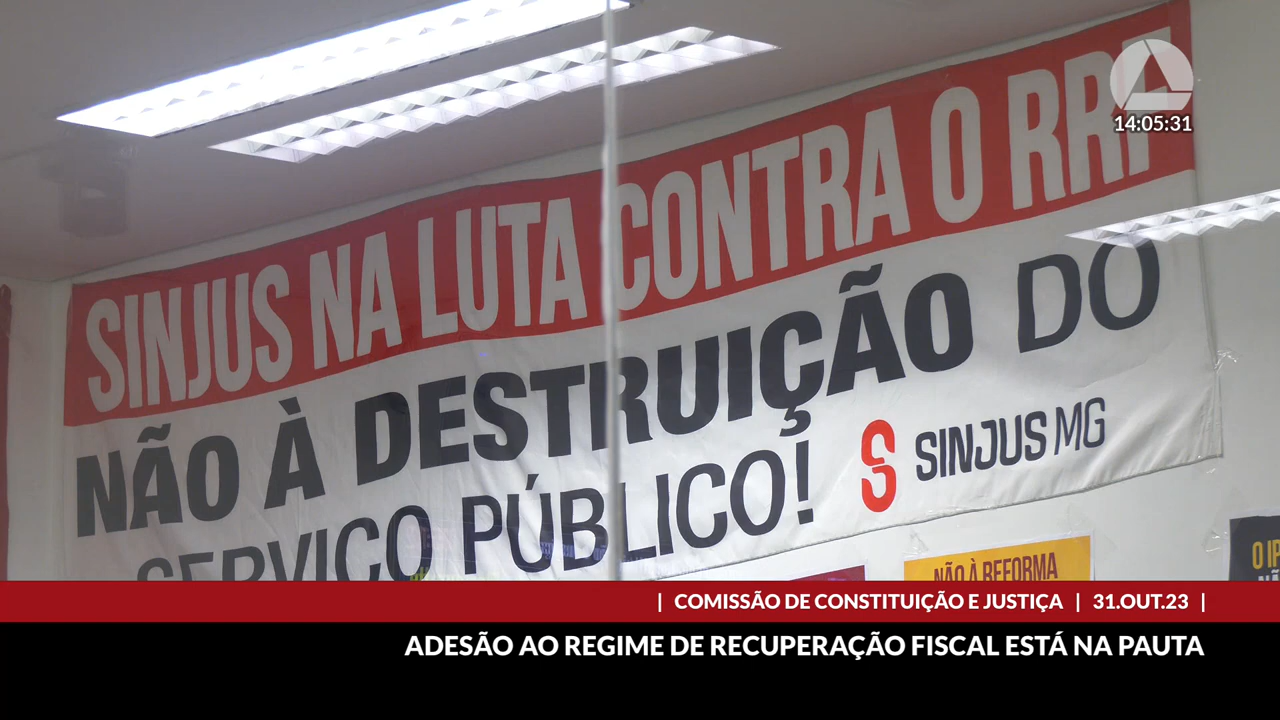 14:05:31
SINJUS NA LUTA CONTRA O RRF
NÃO À DESTRUIÇÃO DO
SERVIÇO PÚBLICO!
SINJUS MG
NÃO À REFORMA
O IP
| COMISSÃO DE CONSTITUIÇÃO E JUSTIÇA | 31.OUT.23 |
ADESÃO AO REGIME DE RECUPERAÇÃO FISCAL ESTÁ NA PAUTA